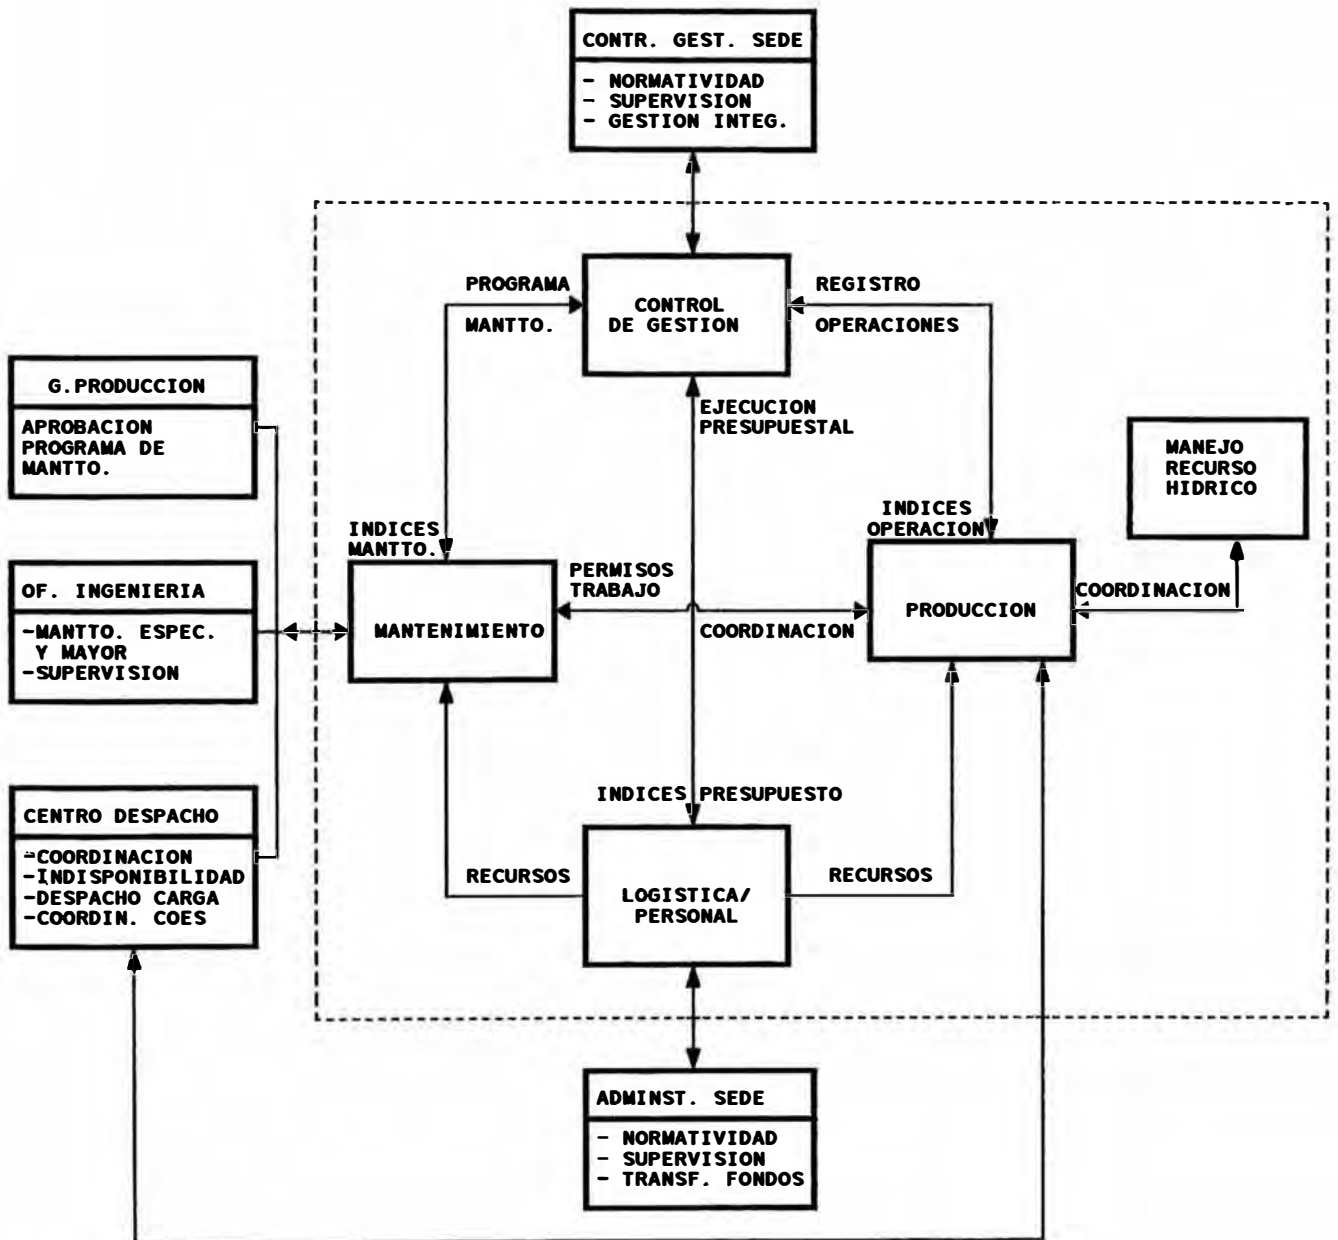 CONTR. GEST. SEDE
- NORMATIVIDAD
- SUPERVISION
- GESTION INTEG.
PROGRAMA
MANTTO.
CONTROL
DE GESTION
REGISTRO
OPERACIONES
G.PRODUCCION
APROBACION
PROGRAMA DE
MANTTO.
EJECUCION
PRESUPUESTAL
MANEJO
RECURSO
HIDRICO
INDICES
MANTTO.
INDICES
OPERACION
OF. INGENIERIA
-MANTTO. ESPEC.
Y MAYOR
-SUPERVISION
MANTENIMIENTO
PERMISOS
TRABAJO
COORDINACION
PRODUCCION
COORDINACION
CENTRO DESPACHO
-COORDINACION
-INDISPONIBILIDAD
-DESPACHO CARGA
-COORDIN. COES
INDICES PRESUPUESTO
RECURSOS
LOGISTICA/
PERSONAL
RECURSOS
ADMINST. SEDE
- NORMATIVIDAD
- SUPERVISION
- TRANSF. FONDOS